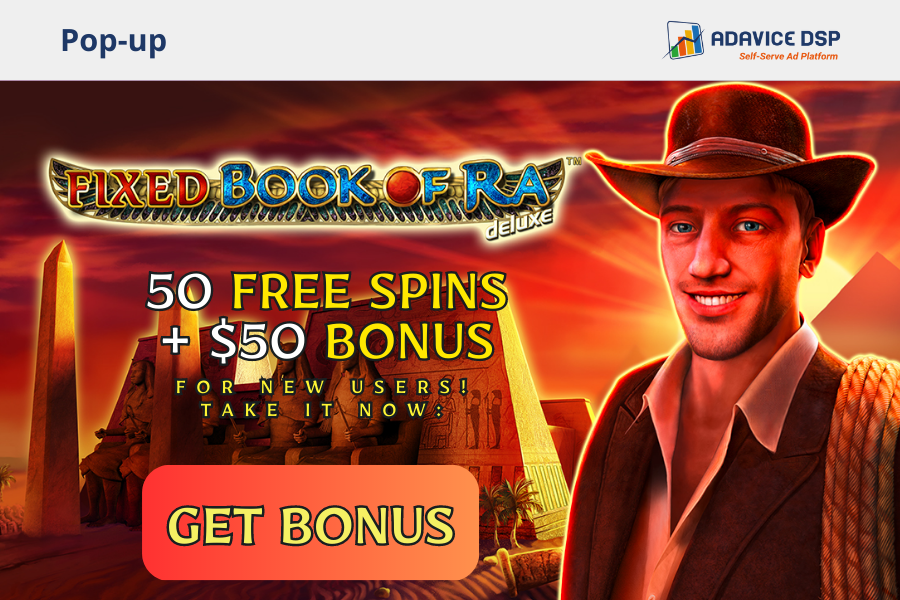 Pop-up
ADAVICE DSP
Self-Serve Ad Platform
FIXED BOOK OF RA™
deluxe
50 FREE SPINS
+ $50 BONUS
FOR NEW USERS!
TAKE IT NOW:
GET BONUS